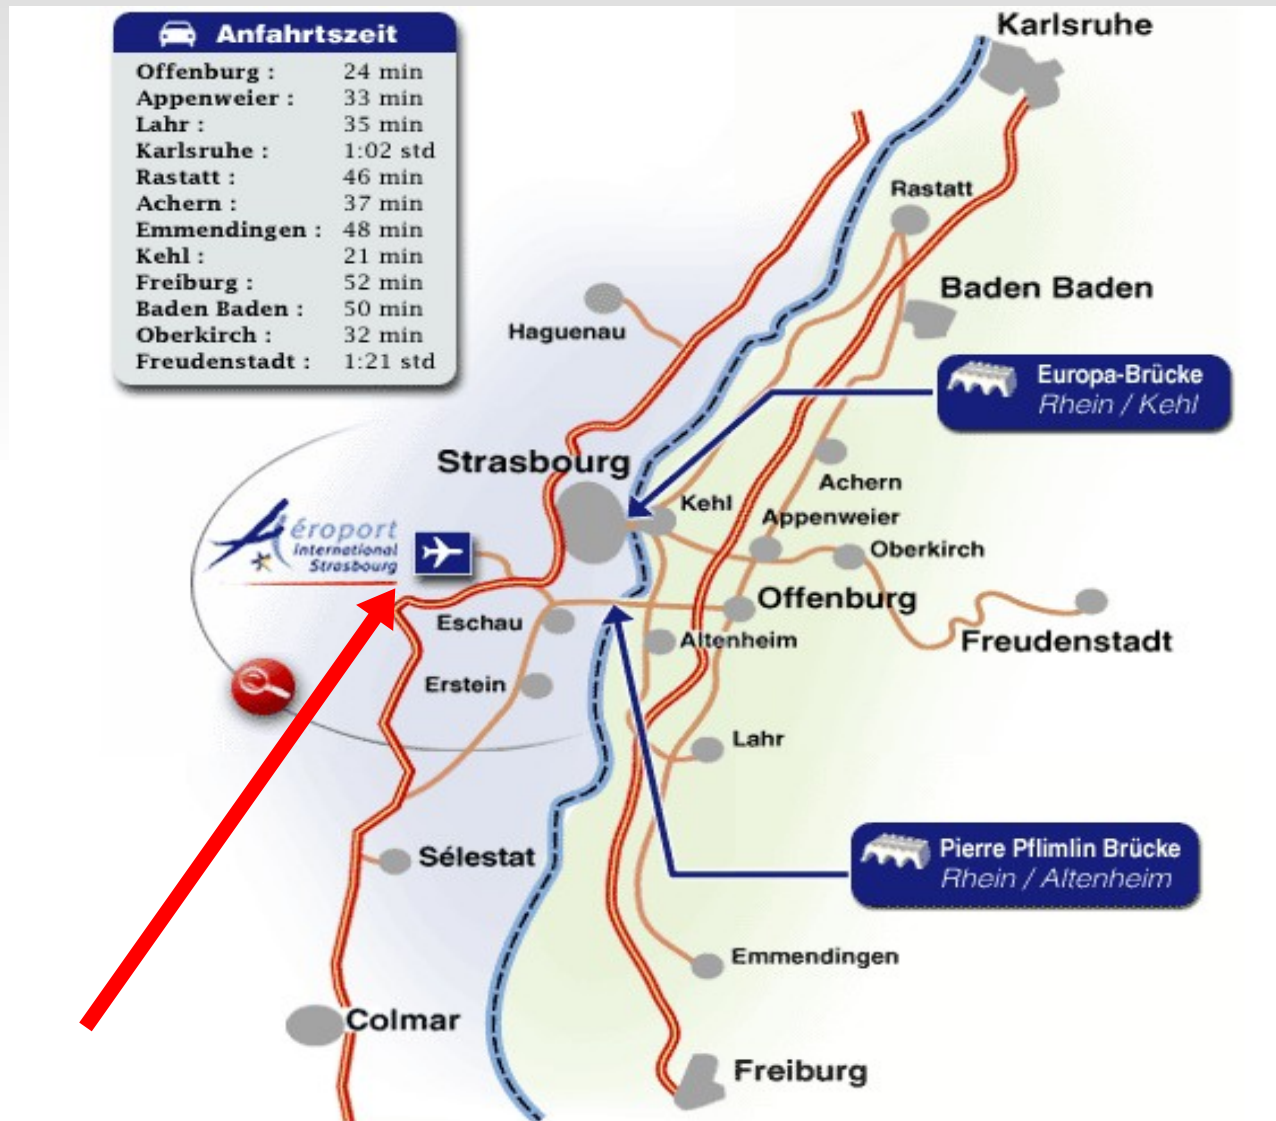 Anfahrtszeit
Offenburg : 24 min
Appenweier : 33 min
Lahr : 35 min
Karlsruhe : 1:02 std
Rastatt : 46 min
Achern : 37 min
Emmendingen : 48 min
Kehl : 21 min
Freiburg : 52 min
Baden Baden : 50 min
Oberkirch : 32 min
Freudenstadt : 1:21 std
Karlsruhe
Rastatt
Baden Baden
Haguenau
Europa-Brücke
Rhein / Kehl
Strasbourg
Achern
Kehl
Appenweier
Aéroport
International
Strasbourg
Oberkirch
Offenburg
Eschau
Altenheim
Freudenstadt
Erstein
Lahr
Pierre Pflimlin Brücke
Rhein / Altenheim
Sélestat
Emmendingen
Colmar
Freiburg